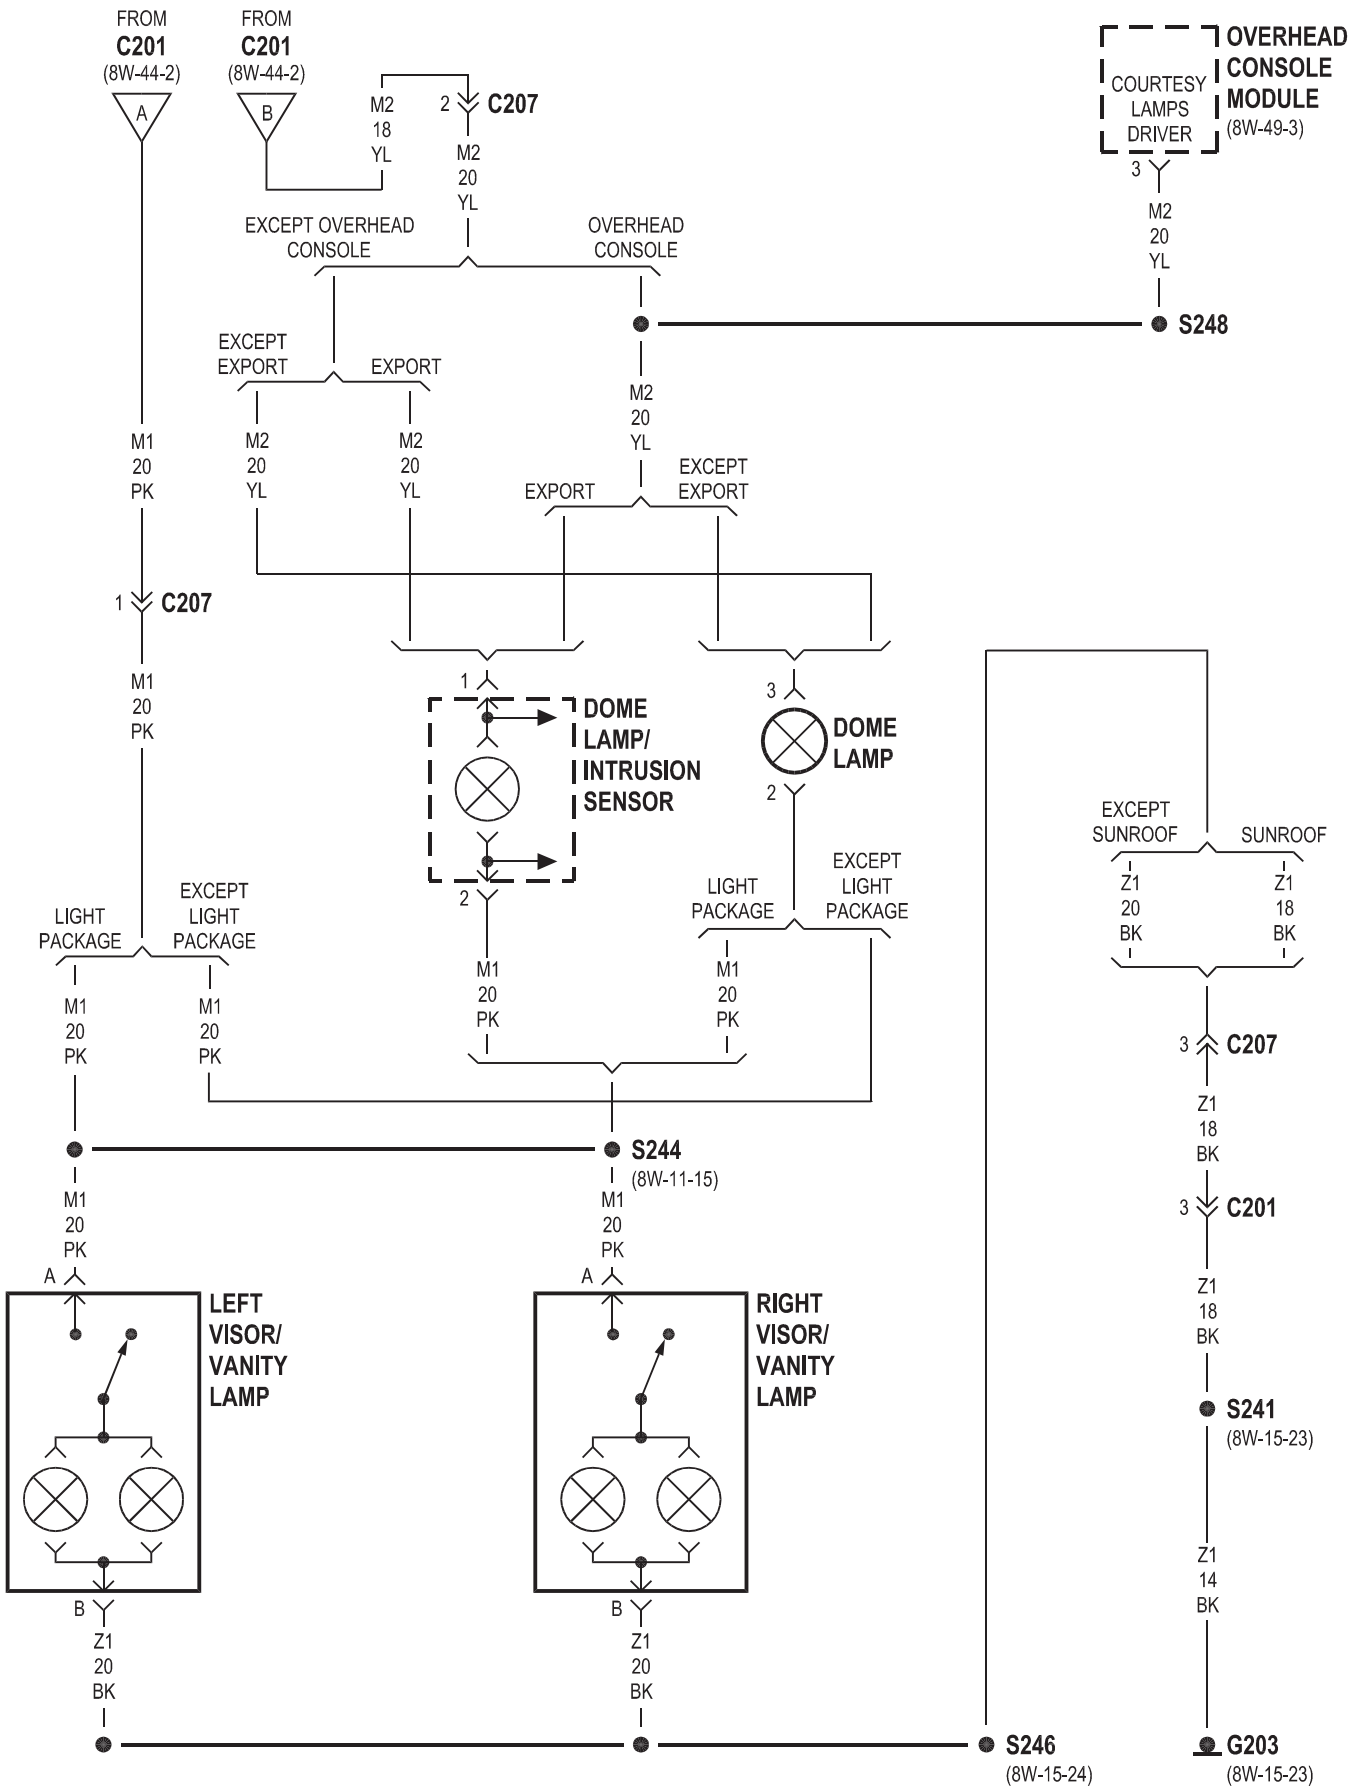 FROM
C201
(8W-44-2)
A
FROM
C201
(8W-44-2)
B
M2
18
YL
2
C207
M2
20
YL
OVERHEAD
CONSOLE
MODULE
(8W-49-3)
COURTESY
LAMPS
DRIVER
3
M2
20
YL
S248
EXCEPT OVERHEAD
CONSOLE
OVERHEAD
CONSOLE
EXCEPT
EXPORT
EXPORT
M2
20
YL
M2
20
YL
M2
20
YL
EXPORT
EXCEPT
EXPORT
M1
20
PK
1
C207
M1
20
PK
1
DOME
LAMP/
INTRUSION
SENSOR
2
3
DOME
LAMP
2
LIGHT
PACKAGE
EXCEPT
LIGHT
PACKAGE
LIGHT
PACKAGE
EXCEPT
LIGHT
PACKAGE
M1
20
PK
M1
20
PK
M1
20
PK
M1
20
PK
EXCEPT
SUNROOF
SUNROOF
Z1
20
BK
Z1
18
BK
3
C207
Z1
18
BK
3
C201
Z1
18
BK
S241
(8W-15-23)
Z1
14
BK
G203
(8W-15-23)
S244
(8W-11-15)
M1
20
PK
M1
20
PK
A
LEFT
VISOR/
VANITY
LAMP
B
A
RIGHT
VISOR/
VANITY
LAMP
B
Z1
20
BK
Z1
20
BK
S246
(8W-15-24)